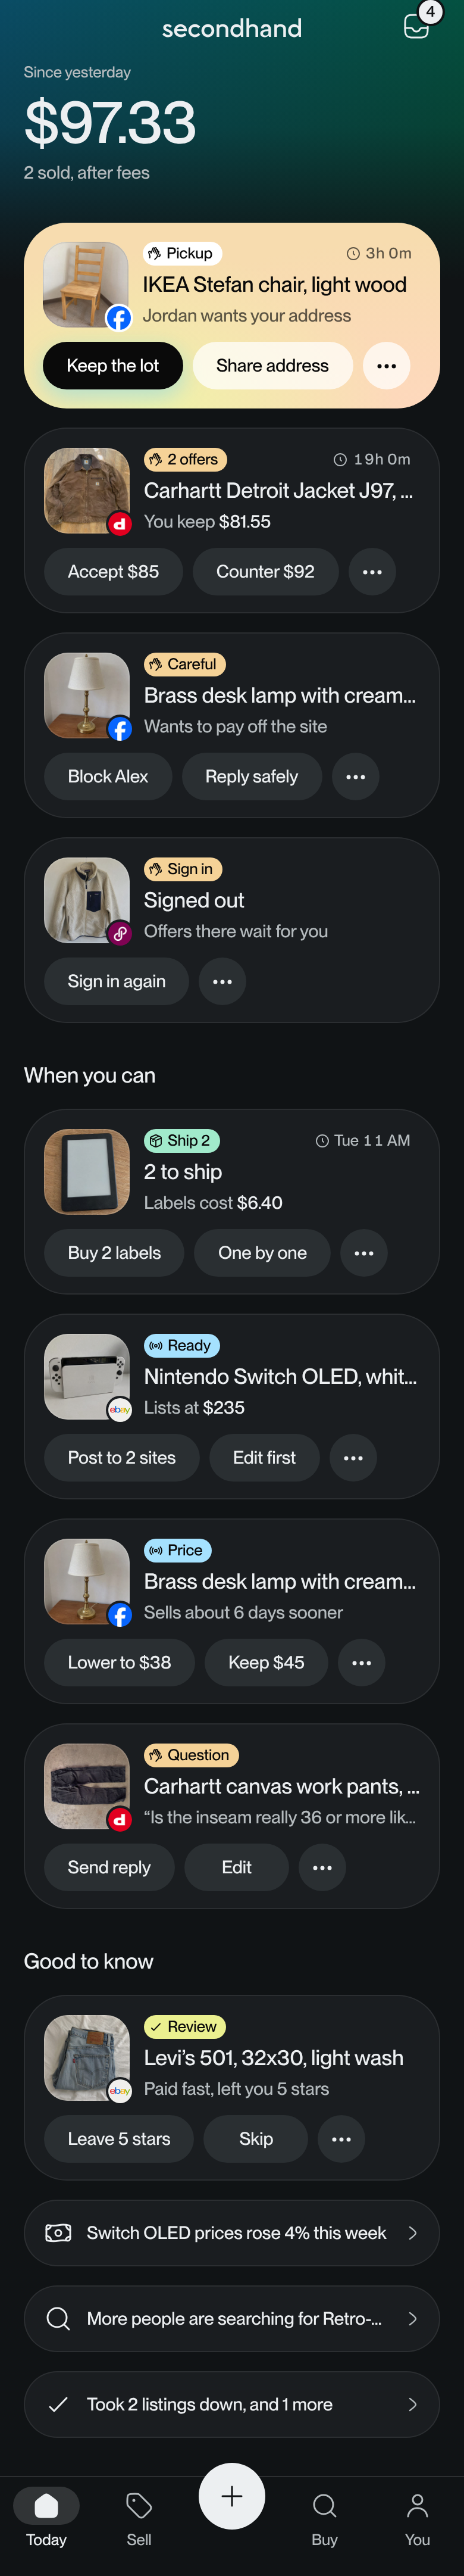 secondhand
4
Since yesterday
$97.33
2 sold, after fees
Pickup
3h 0m
IKEA Stefan chair, light wood
Jordan wants your address
Keep the lot
Share address
2 offers
19h 0m
Carhartt Detroit Jacket J97, ...
You keep $81.55
Accept $85
Counter $92
Careful
Brass desk lamp with cream...
Wants to pay off the site
Block Alex
Reply safely
Sign in
Signed out
Offers there wait for you
Sign in again
When you can
Ship 2
Tue 11 AM
2 to ship
Labels cost $6.40
Buy 2 labels
One by one
Ready
Nintendo Switch OLED, whit...
ebay
Lists at $235
Post to 2 sites
Edit first
Price
Brass desk lamp with cream...
Sells about 6 days sooner
Lower to $38
Keep $45
Question
Carhartt canvas work pants, ...
“Is the inseam really 36 or more lik...
Send reply
Edit
Good to know
Review
Levi’s 501, 32x30, light wash
ebay
Paid fast, left you 5 stars
Leave 5 stars
Skip
Switch OLED prices rose 4% this week
More people are searching for Retro-...
Took 2 listings down, and 1 more
Today
Sell
Buy
You